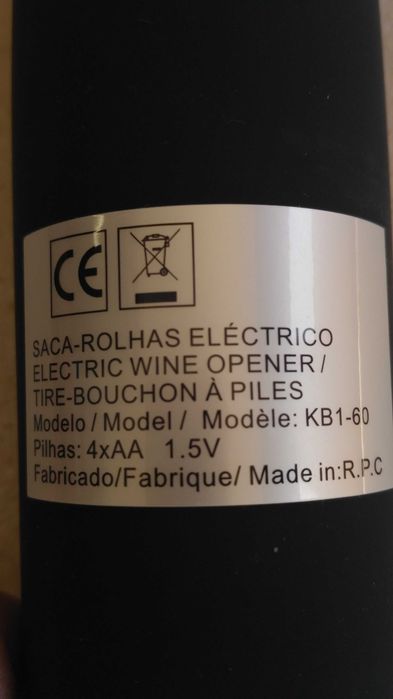 CE
SACA-ROLHAS ELÉCTRICO
ELECTRIC WINE OPENER /
TIRE-BOUCHON À PILES
Modelo / Model / Modèle: KB1-60
Pilhas: 4xAA 1.5V
Fabricado/Fabrique/ Made in:R.P.C